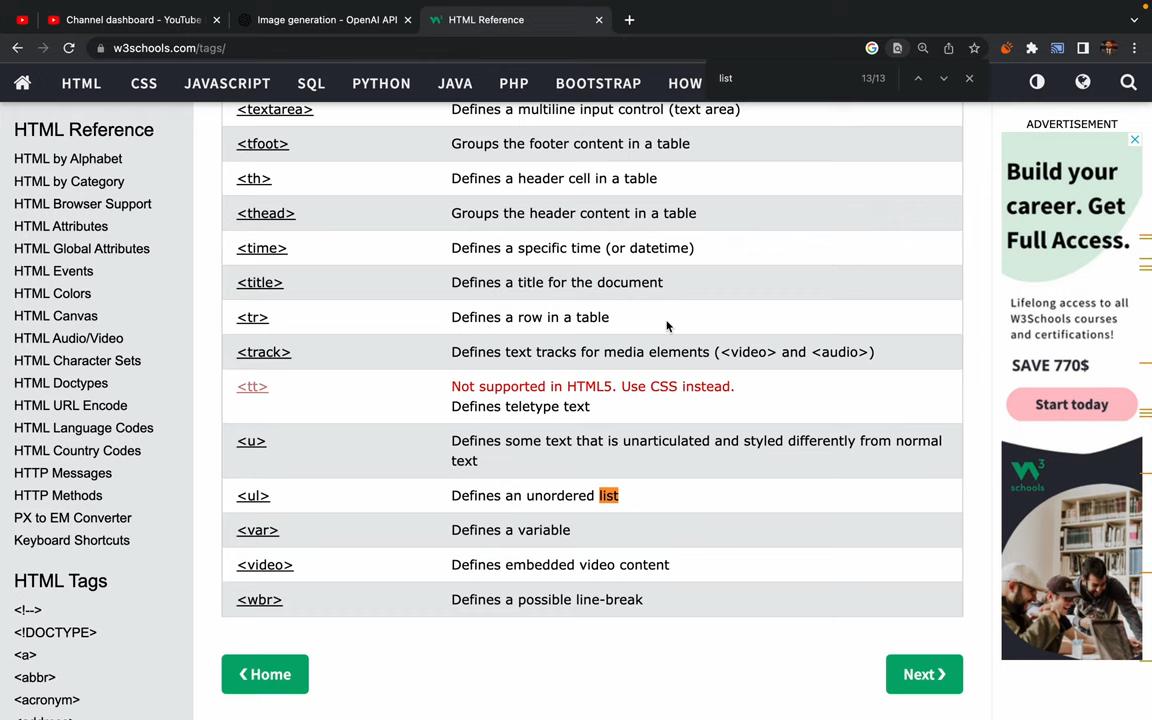 Channel dashboard - YouTube
Image generation - OpenAI API
HTML Reference
w3schools.com/tags/
HTML CSS JAVASCRIPT SQL PYTHON JAVA PHP BOOTSTRAP HOW
list 13/13
HTML Reference
HTML by Alphabet
HTML by Category
HTML Browser Support
HTML Attributes
HTML Global Attributes
HTML Events
HTML Colors
HTML Canvas
HTML Audio/Video
HTML Character Sets
HTML Doctypes
HTML URL Encode
HTML Language Codes
HTML Country Codes
HTTP Messages
HTTP Methods
PX to EM Converter
Keyboard Shortcuts
HTML Tags
<!-->
<!DOCTYPE>
<a>
<abbr>
<acronym>
<textarea> Defines a multiline input control (text area)
<tfoot> Groups the footer content in a table
<th> Defines a header cell in a table
<thead> Groups the header content in a table
<time> Defines a specific time (or datetime)
<title> Defines a title for the document
<tr> Defines a row in a table
<track> Defines text tracks for media elements (<video> and <audio>)
<tt> Not supported in HTML5. Use CSS instead.
Defines teletype text
<u> Defines some text that is unarticulated and styled differently from normal
text
<ul> Defines an unordered list
<var> Defines a variable
<video> Defines embedded video content
<wbr> Defines a possible line-break
❮ Home
Next ❯
ADVERTISEMENT
Build your
career. Get
Full Access.
Lifelong access to all
W3Schools courses
and certifications!
SAVE 770$
Start today
W3
schools